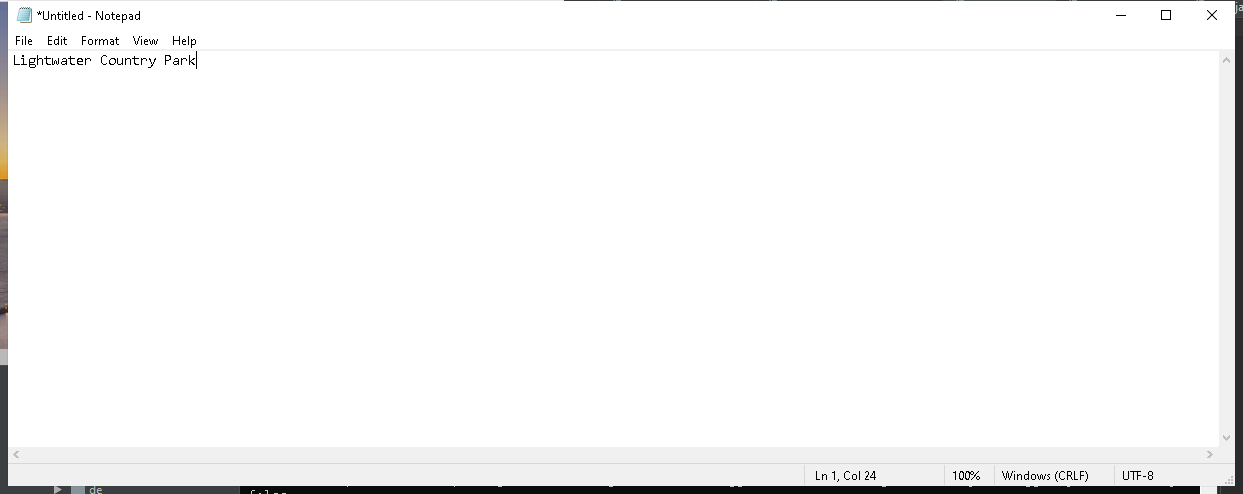 *Untitled - Notepad
File Edit Format View Help
Lightwater Country Park
Ln 1, Col 24 100% Windows (CRLF) UTF-8
de